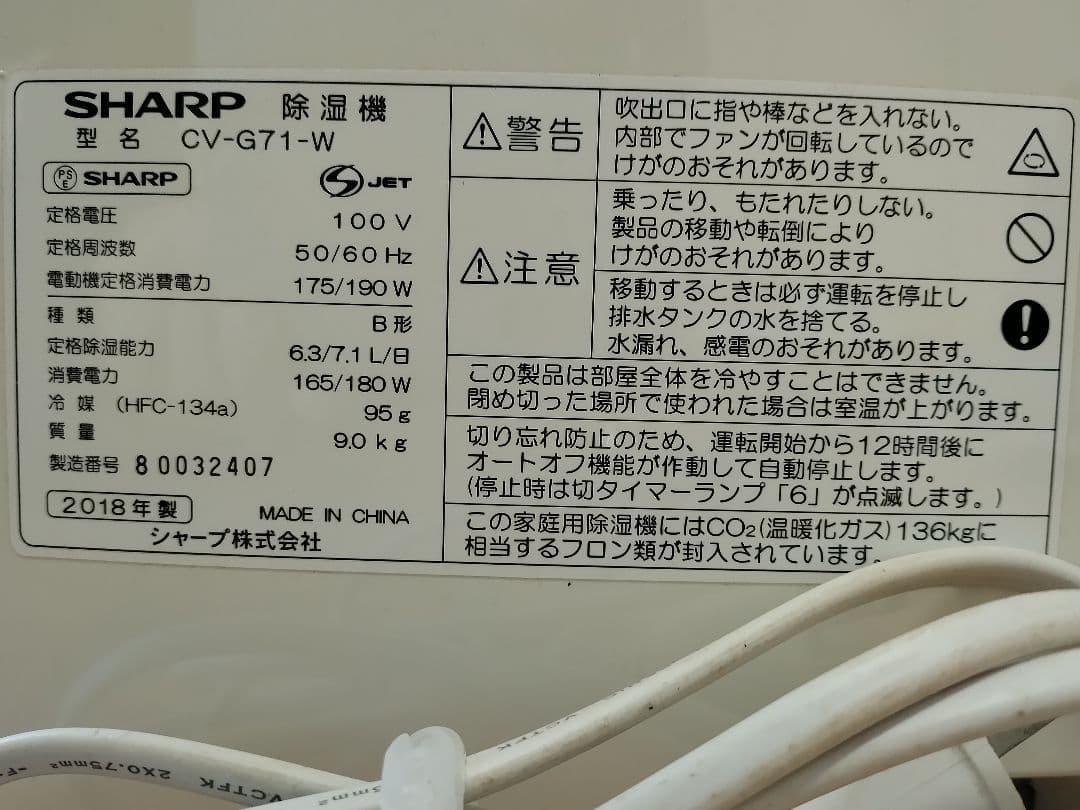 SHARP 除湿機
型名 CV-G71-W
PSE SHARP S JET
定格電圧 100V
定格周波数 50/60Hz
電動機定格消費電力 175/190W
種類 B形
定格除湿能力 6.3/7.1L/日
消費電力 165/180W
冷媒(HFC-134a) 95g
質量 9.0kg
製造番号 80032407
2018年製 MADE IN CHINA
シャープ株式会社
警告
吹出口に指や棒などを入れない。
内部でファンが回転しているので
けがのおそれがあります。
注意
乗ったり、もたれたりしない。
製品の移動や転倒により
けがのおそれがあります。
移動するときは必ず運転を停止し
排水タンクの水を捨てる。
水漏れ、感電のおそれがあります。
この製品は部屋全体を冷やすことはできません。
閉め切った場所で使われた場合は室温が上がります。
切り忘れ防止のため、運転開始から12時間後に
オートオフ機能が作動して自動停止します。
(停止時は切タイマーランプ「6」が点滅します。)
この家庭用除湿機にはCO₂(温暖化ガス)136kgに
相当するフロン類が封入されています。
VCTFK
VCTFK 2X0.75mm²